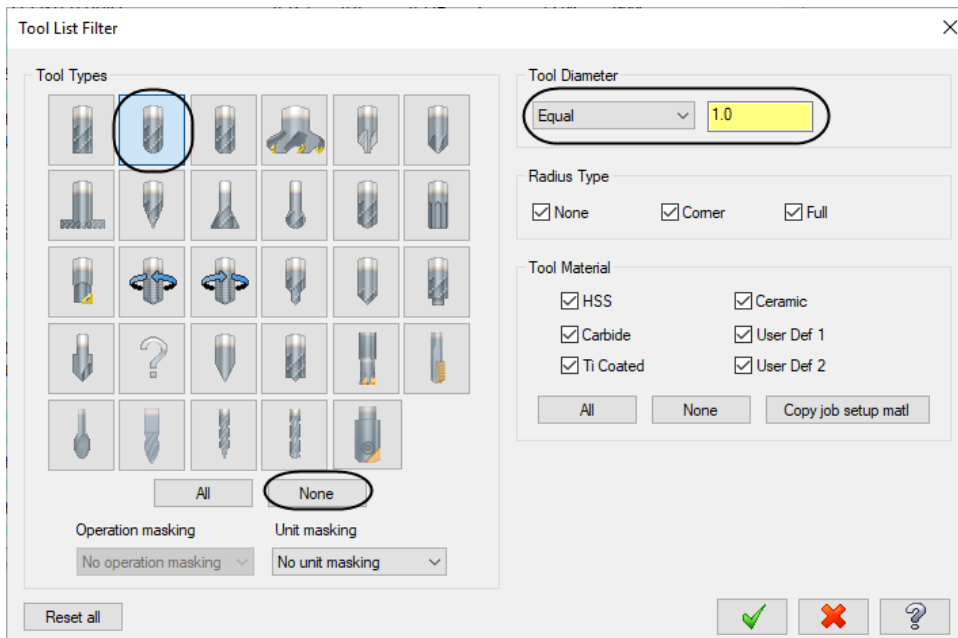 Tool List Filter
Tool Types
All
None
Operation masking
Unit masking
No operation masking
No unit masking
Reset all
Tool Diameter
Equal
1.0
Radius Type
None
Corner
Full
Tool Material
HSS
Ceramic
Carbide
User Def 1
Ti Coated
User Def 2
All
None
Copy job setup matl